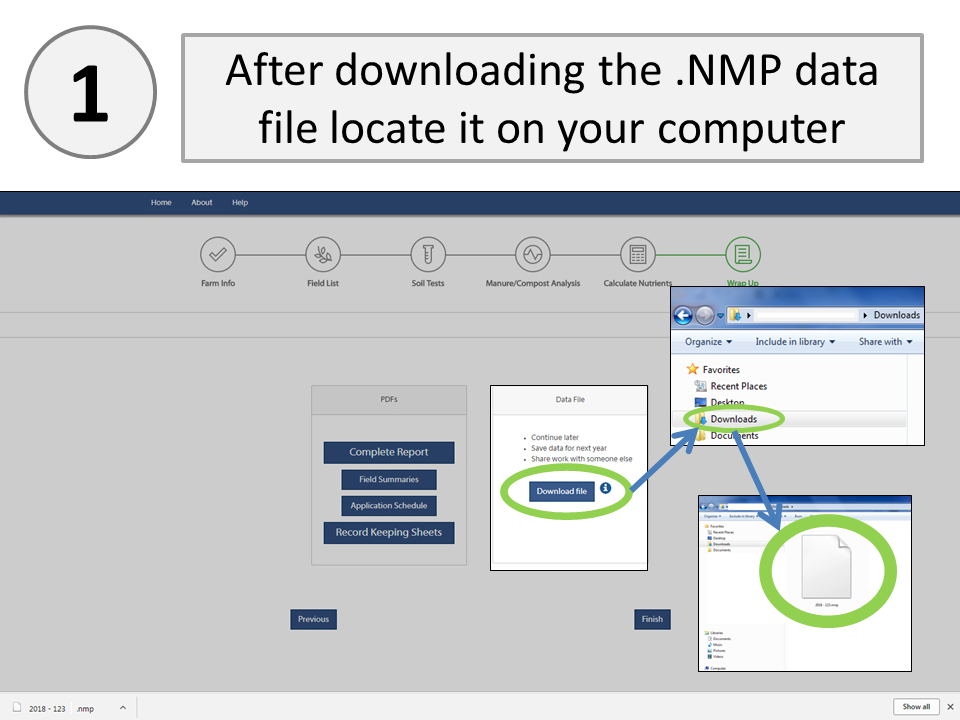 1
After downloading the .NMP data
file locate it on your computer
Home About Help
Farm Info Field List Soil Tests Manure/Compost Analysis Calculate Nutrients Wrap Up
Downloads
Organize Include in library Share with
Favorites
Recent Places
Desktop
Downloads
Documents
PDFs
Complete Report
Field Summaries
Application Schedule
Record Keeping Sheets
Data File
• Continue later
• Save data for next year
• Share work with someone else
Download file
Organize Include in library
Favorites
Recent Places
Desktop
Downloads
Documents
2018 - 123.nmp
Libraries
Documents
Music
Pictures
Videos
Computer
Previous
Finish
2018 - 123 .nmp
Show all